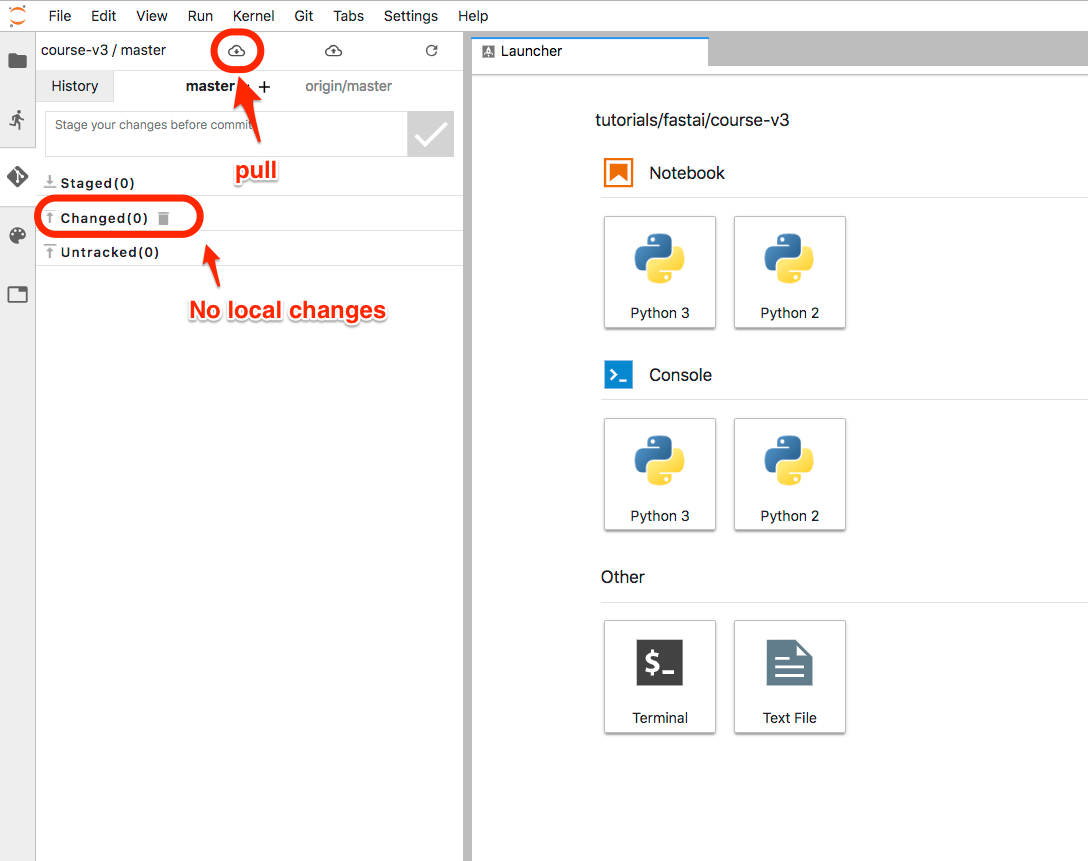 File Edit View Run Kernel Git Tabs Settings Help
course-v3 / master
History
master + origin/master
Stage your changes before commit
pull
Staged(0)
Changed(0)
Untracked(0)
No local changes
Launcher
tutorials/fastai/course-v3
Notebook
Python 3 Python 2
Console
Python 3 Python 2
Other
$_
Terminal Text File